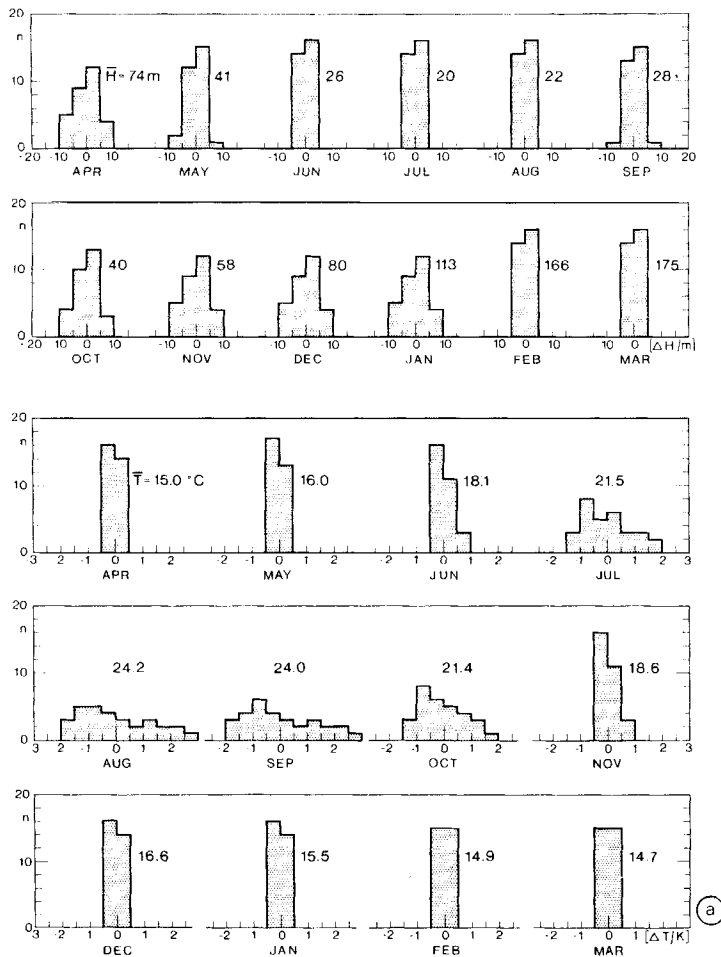 20
n
10
0
H̄ = 74 m
41
26
20
22
28
-20 -10 0 10 -10 0 10 -10 0 10 -10 0 10 -10 0 10 -10 0 10 20
APR MAY JUN JUL AUG SEP
20
n
10
0
40
58
80
113
166
175
-20 -10 0 10 -10 0 10 -10 0 10 -10 0 10 -10 0 10 -10 0 10 [ΔH/m]
OCT NOV DEC JAN FEB MAR
20
n
10
0
T̄ = 15.0 °C
16.0
18.1
21.5
-3 2 1 0 1 2 -2 -1 0 1 2 -2 -1 0 1 2 -2 -1 0 1 2 3
APR MAY JUN JUL
20
n
10
0
24.2
24.0
21.4
18.6
3 2 1 0 1 2 -2 -1 0 1 2 -2 -1 0 1 2 -2 -1 0 1 2 3
AUG SEP OCT NOV
20
n
10
0
16.6
15.5
14.9
14.7
a
-3 2 1 0 1 2 -2 -1 0 1 2 -2 -1 0 1 2 -2 -1 0 1 [ΔT/K]
DEC JAN FEB MAR